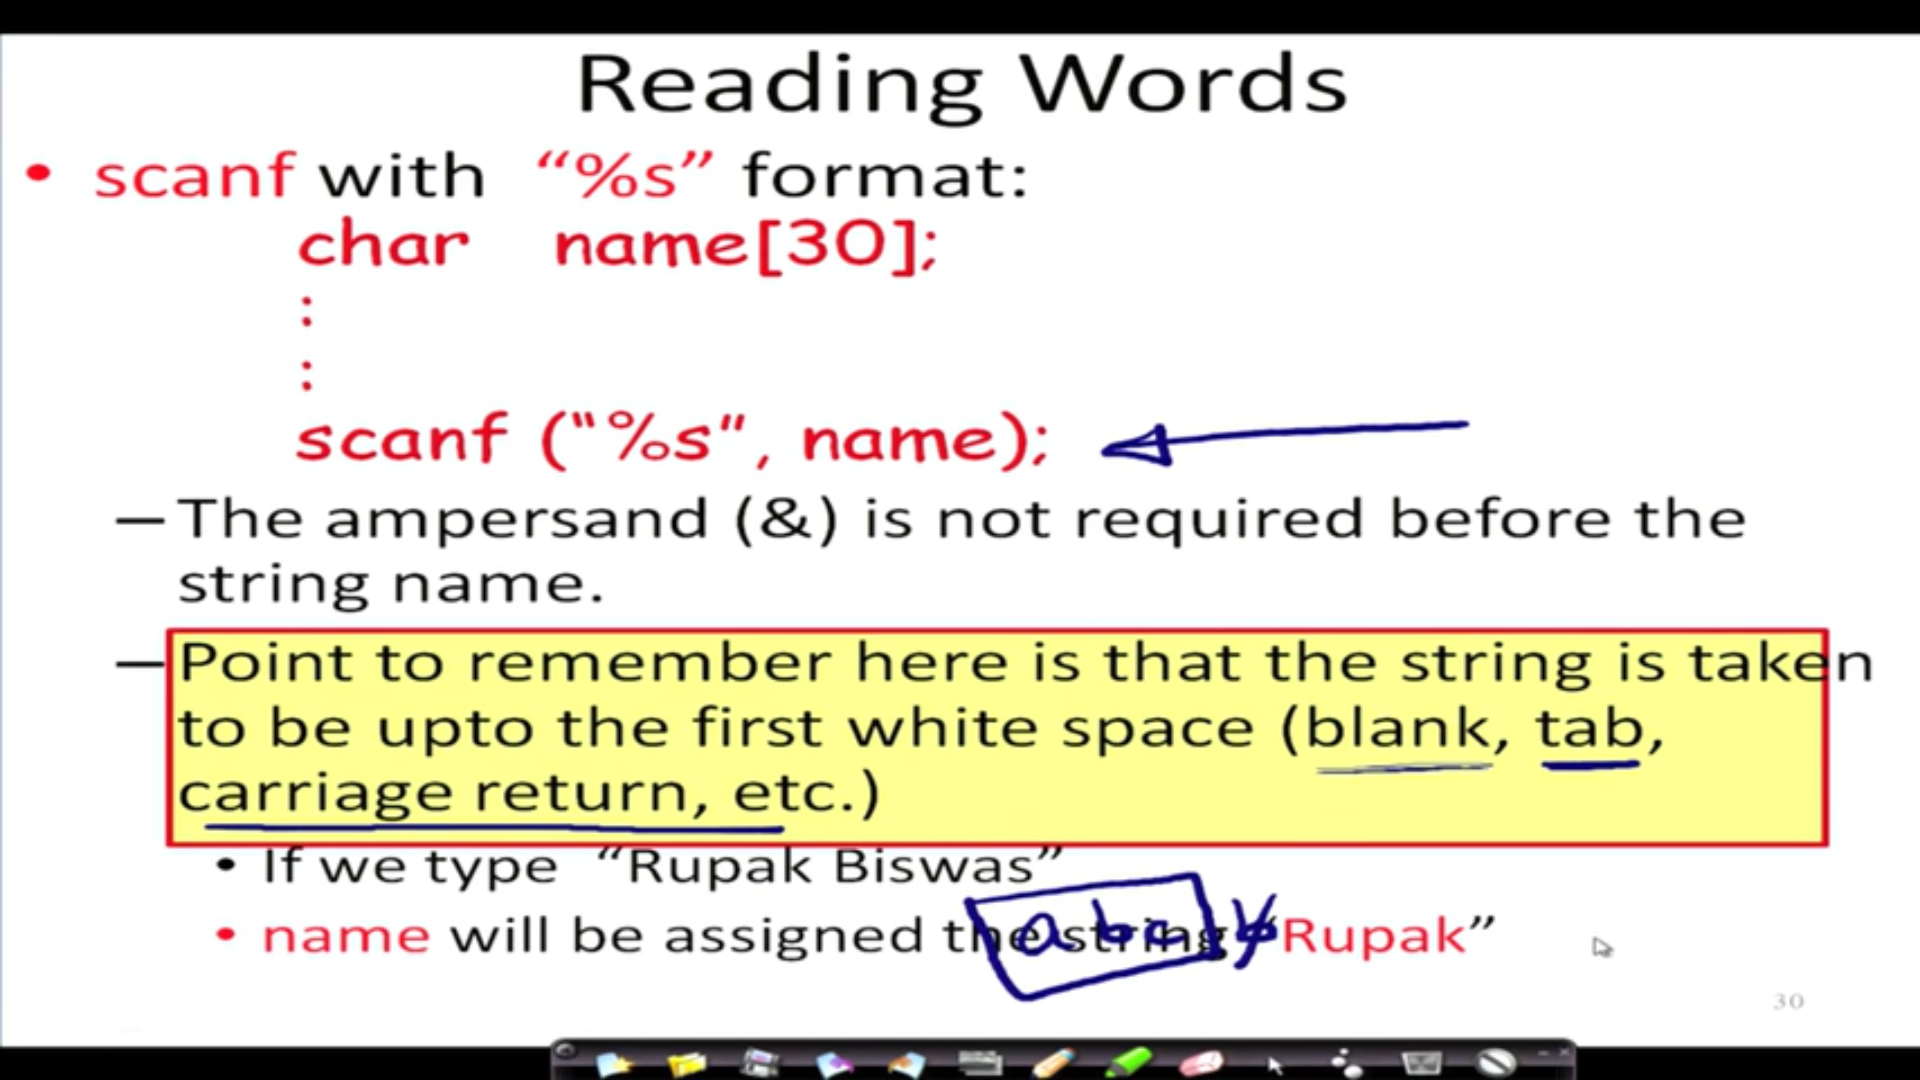 Reading Words
• scanf with “%s” format:
char name[30];
:
:
scanf ("%s", name);
— The ampersand (&) is not required before the
string name.
— Point to remember here is that the string is taken
to be upto the first white space (blank, tab,
carriage return, etc.)
• If we type “Rupak Biswas”
• name will be assigned the string “Rupak”
abc
30